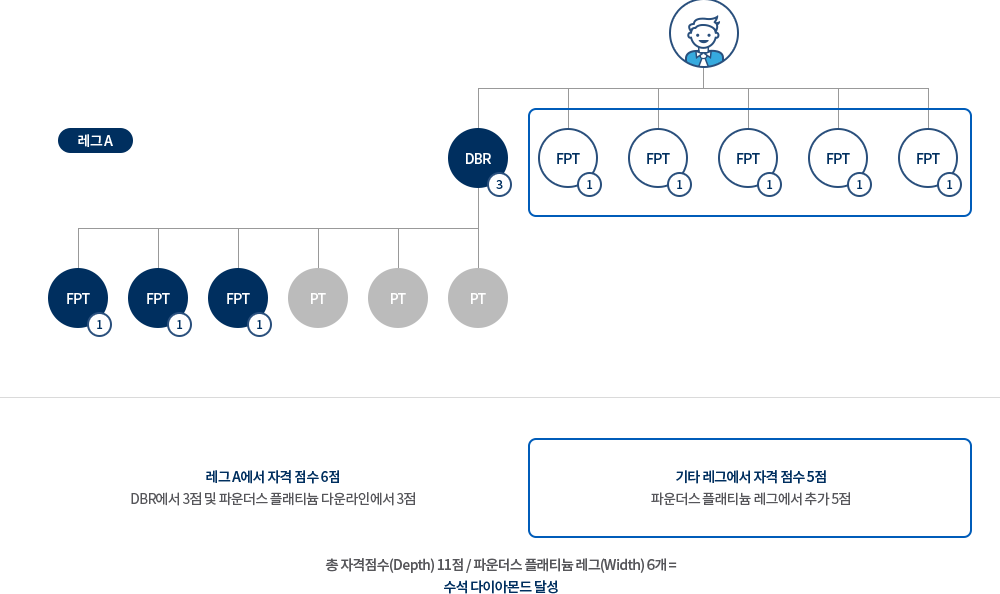 레그 A
DBR
3
FPT
1
FPT
1
FPT
1
FPT
1
FPT
1
FPT
1
FPT
1
FPT
1
PT
PT
PT
레그 A에서 자격 점수 6점
DBR에서 3점 및 파운더스 플래티늄 다운라인에서 3점
기타 레그에서 자격 점수 5점
파운더스 플래티늄 레그에서 추가 5점
총 자격점수(Depth) 11점 / 파운더스 플래티늄 레그(Width) 6개 =
수석 다이아몬드 달성